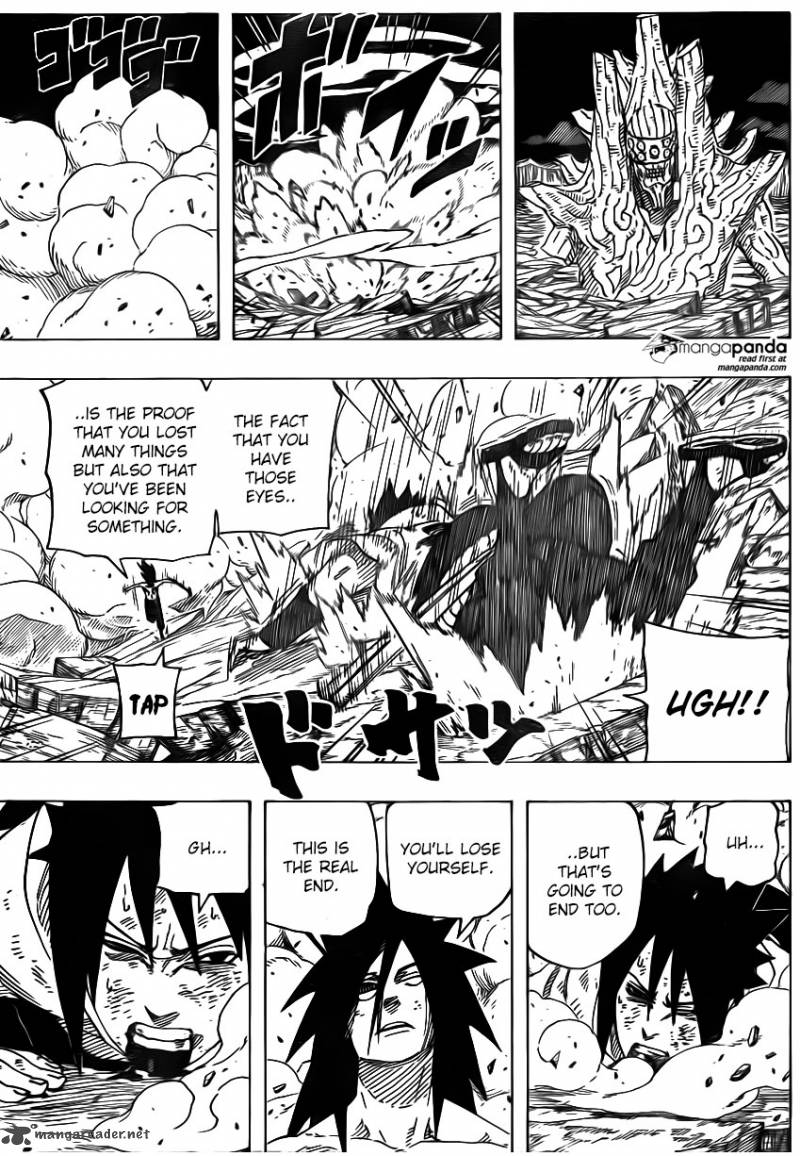 ボッ
ゴゴゴ
mangapanda
read first at
mangapanda.com
THE FACT
THAT YOU
HAVE
THOSE
EYES..
..IS THE PROOF
THAT YOU LOST
MANY THINGS
BUT ALSO THAT
YOU'VE BEEN
LOOKING FOR
SOMETHING.
UGH!!
TAP
ドサッ
UH...
..BUT
THAT'S
GOING TO
END TOO.
YOU'LL LOSE
YOURSELF.
THIS IS
THE REAL
END.
GH...
mangareader.net